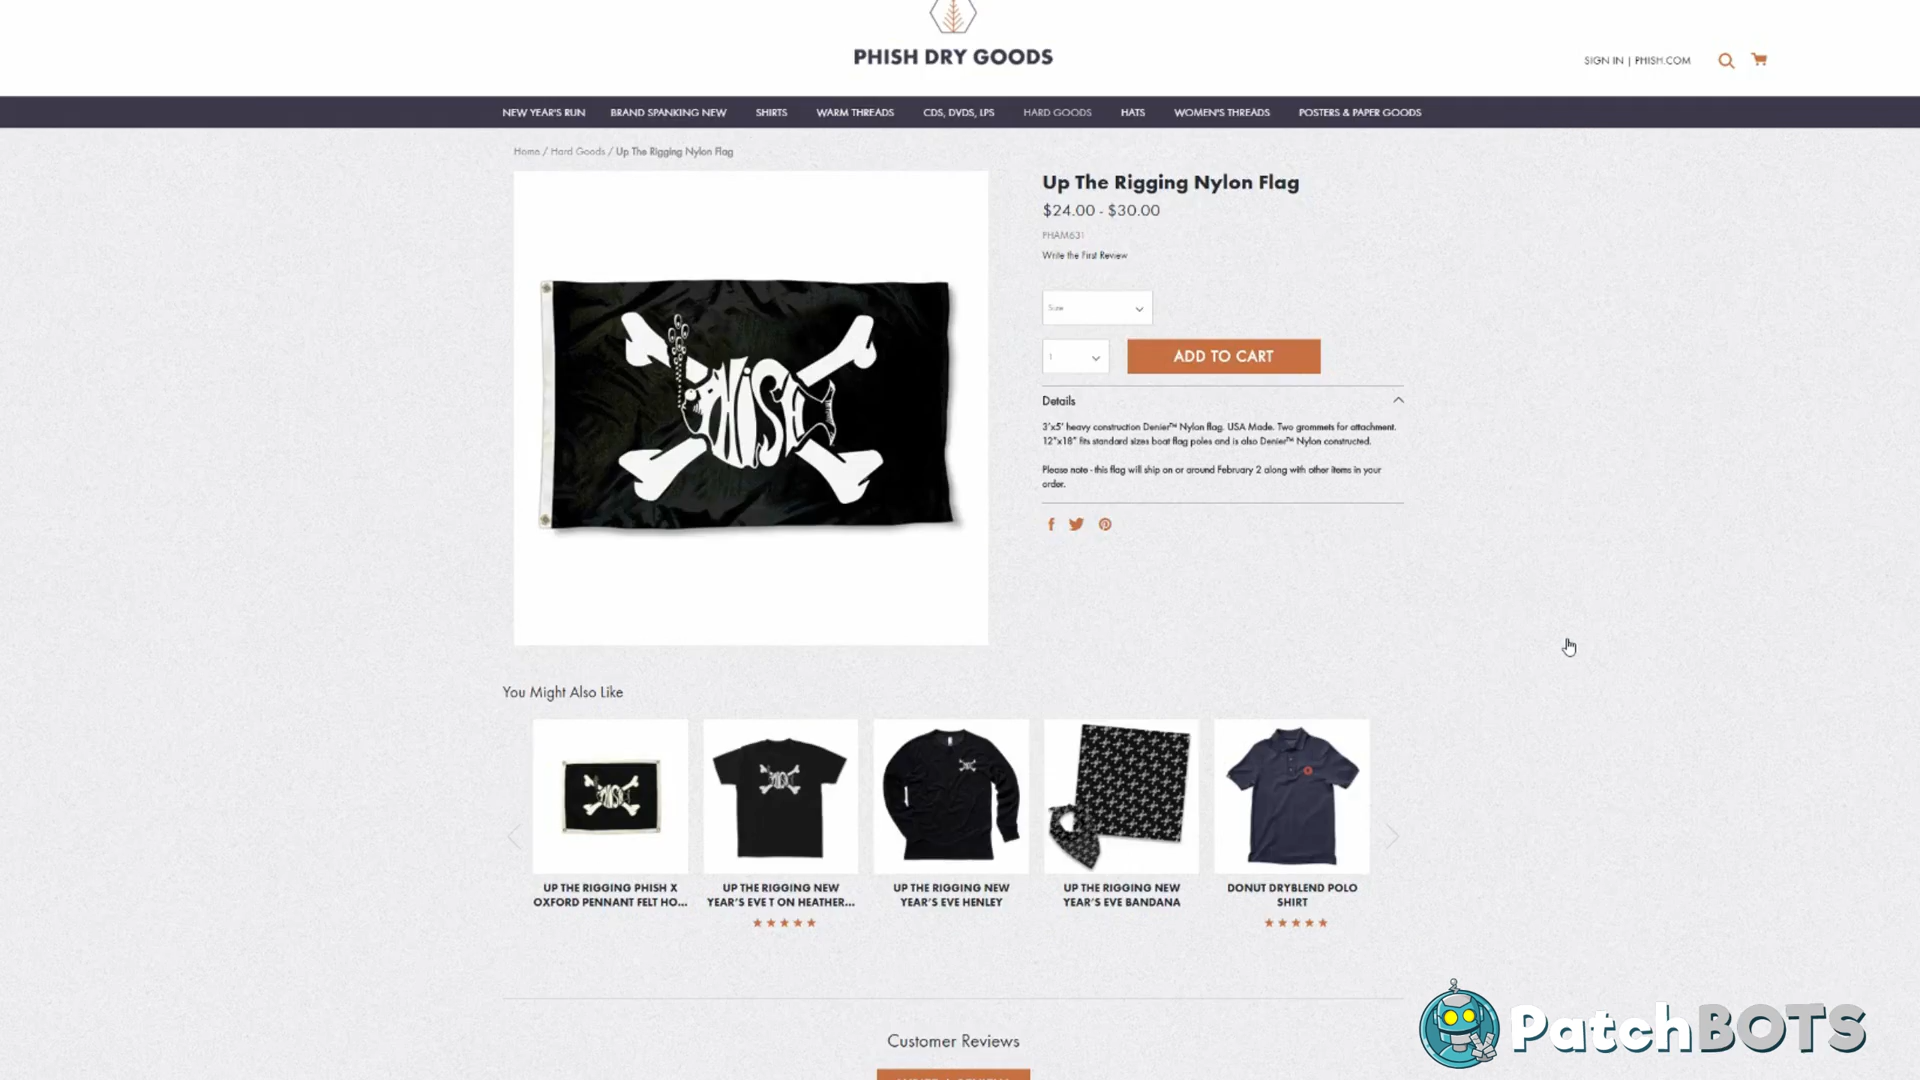 PHISH DRY GOODS
SIGN IN | PHISH.COM
NEW YEAR'S RUN BRAND SPANKING NEW SHIRTS WARM THREADS CDS, DVDS, LPS HARD GOODS HATS WOMEN'S THREADS POSTERS & PAPER GOODS
Home / Hard Goods / Up The Rigging Nylon Flag
Up The Rigging Nylon Flag
$24.00 - $30.00
PHAM631
Write the First Review
Size
1
ADD TO CART
PHISH
Details
3'x5' heavy construction Denier™ Nylon flag. USA Made. Two grommets for attachment.
12"x18" fits standard sizes boat flag poles and is also Denier™ Nylon constructed.
Please note - this flag will ship on or around February 2 along with other items in your
order.
You Might Also Like
UP THE RIGGING PHISH X
OXFORD PENNANT FELT HO...
UP THE RIGGING NEW
YEAR'S EVE T ON HEATHER...
UP THE RIGGING NEW
YEAR'S EVE HENLEY
UP THE RIGGING NEW
YEAR'S EVE BANDANA
DONUT DRYBLEND POLO
SHIRT
Customer Reviews
PatchBOTS